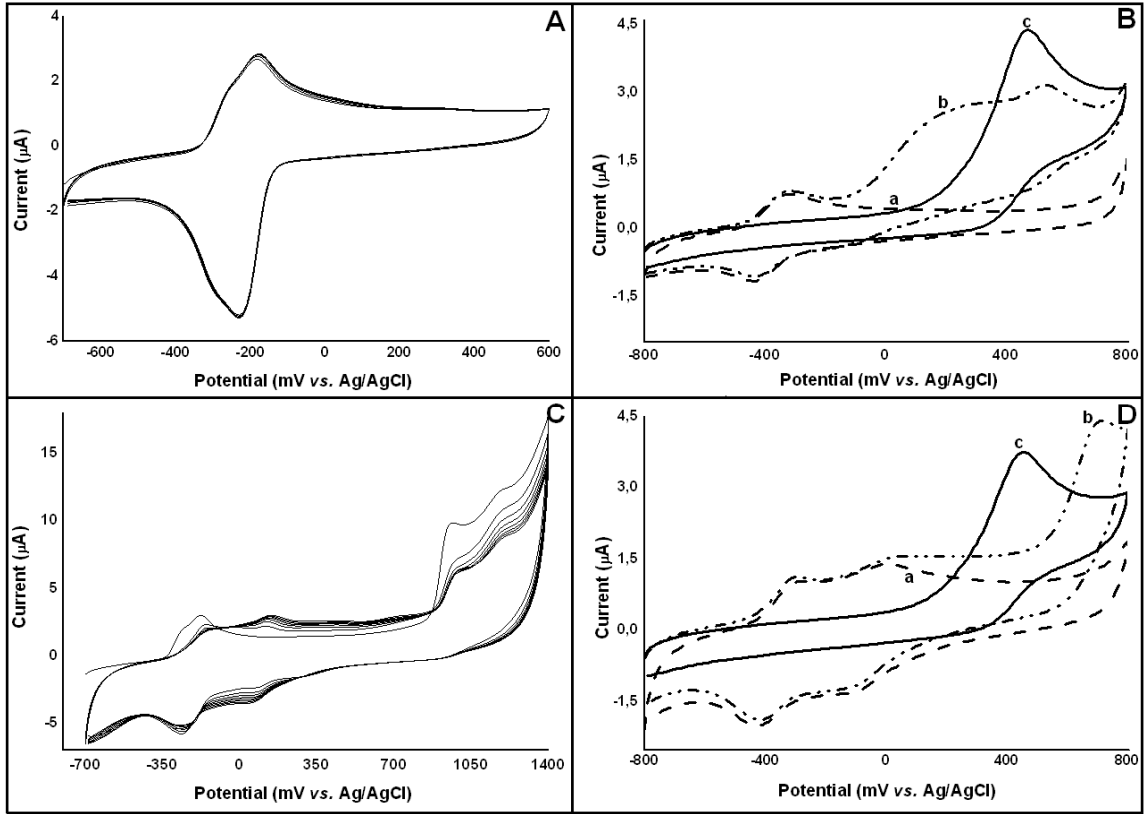 A
4
2
0
-2
-4
-6
Current (µA)
-600 -400 -200 0 200 400 600
Potential (mV vs. Ag/AgCl)
B
4,5
3,0
1,5
0,0
-1,5
Current (µA)
a
b
c
-800 -400 0 400 800
Potential (mV vs. Ag/AgCl)
C
15
10
5
0
-5
Current (µA)
-700 -350 0 350 700 1050 1400
Potential (mV vs. Ag/AgCl)
D
4,5
3,0
1,5
0,0
-1,5
Current (µA)
a
b
c
-800 -400 0 400 800
Potential (mV vs. Ag/AgCl)